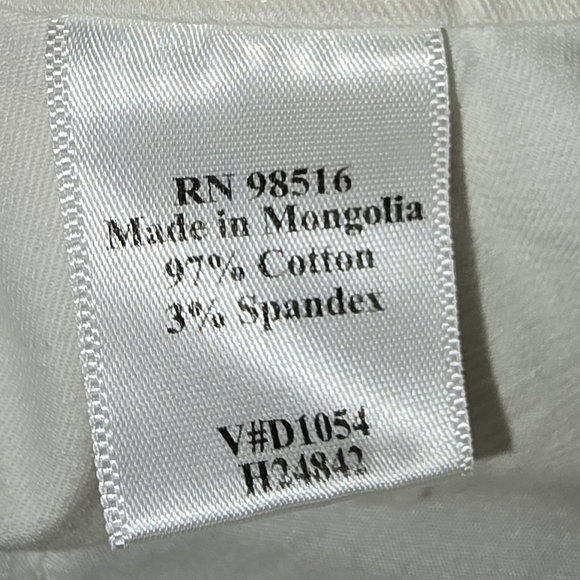 RN 98516
Made in Mongolia
97% Cotton
3% Spandex
V#D1054
H24842